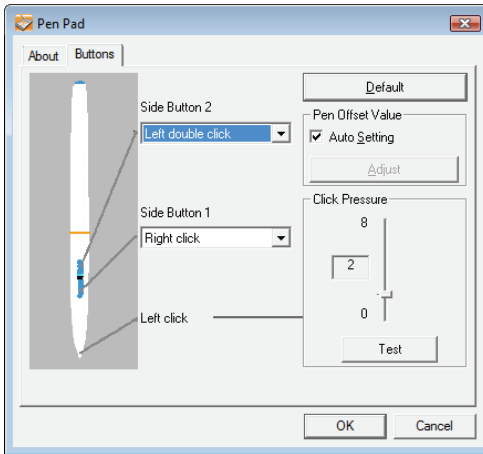 Pen Pad
About
Buttons
Side Button 2
Left double click
Side Button 1
Right click
Left click
Default
Pen Offset Value
Auto Setting
Adjust
Click Pressure
8
2
0
Test
OK
Cancel